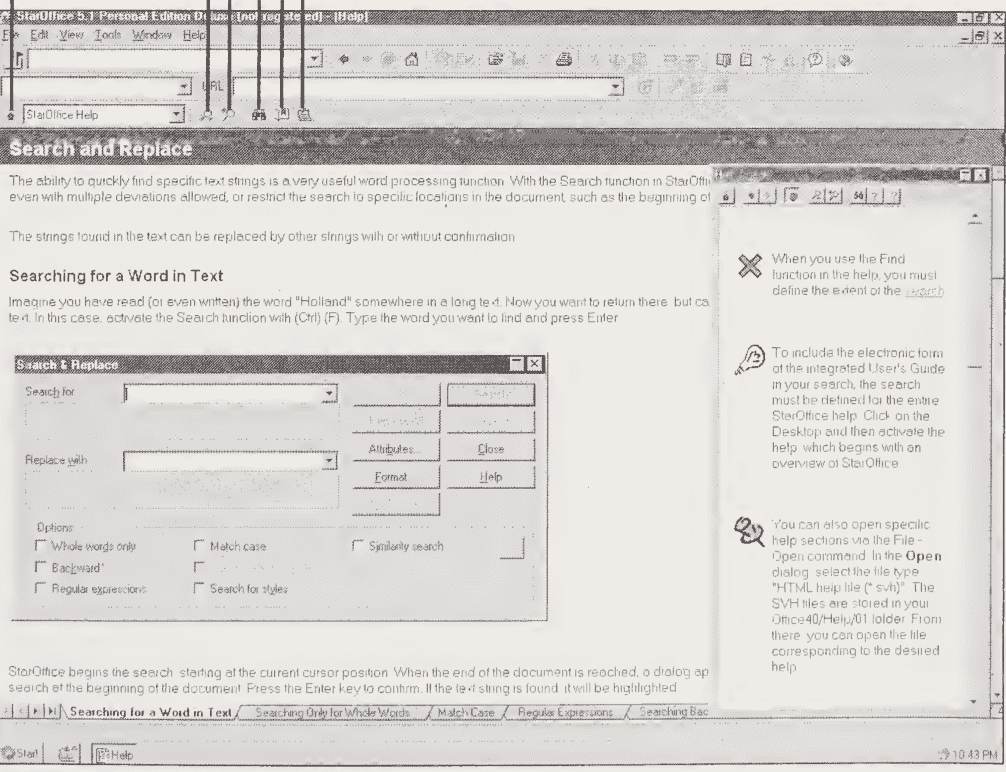 StarOffice 5.1 Personal Edition Deluxe [not registered] - [Help]
File Edit View Tools Window Help
URL
StarOffice Help
Search and Replace
The ability to quickly find specific text strings is a very useful word processing function. With the Search function in StarOffi
even with multiple deviations allowed, or restrict the search to specific locations in the document, such as the beginning of
The strings found in the text can be replaced by other strings with or without confirmation.
Searching for a Word in Text
Imagine you have read (or even written) the word "Holland" somewhere in a long text. Now you want to return there, but ca
text. In this case, activate the Search function with (Ctrl) (F). Type the word you want to find and press Enter.
Search & Replace
Search for
Replace with
Attributes...
Close
Format
Help
Options
Whole words only
Match case
Similarity search
Backward
Regular expressions
Search for styles
StarOffice begins the search, starting at the current cursor position. When the end of the document is reached, a dialog ap
search at the beginning of the document. Press the Enter key to confirm. If the text string is found, it will be highlighted.
Searching for a Word in Text
Searching Only for Whole Words
Match Case
Regular Expressions
Searching Bac
When you use the Find
function in the help, you must
define the extent of the search.
To include the electronic form
of the integrated User's Guide
in your search, the search
must be defined for the entire
StarOffice help. Click on the
Desktop and then activate the
help, which begins with an
overview of StarOffice.
You can also open specific
help sections via the File -
Open command. In the Open
dialog, select the file type
"HTML help file (*.svh)". The
SVH files are stored in your
Office40/Help/01 folder. From
there, you can open the file
corresponding to the desired
help.
Start
Help
10:43 PM